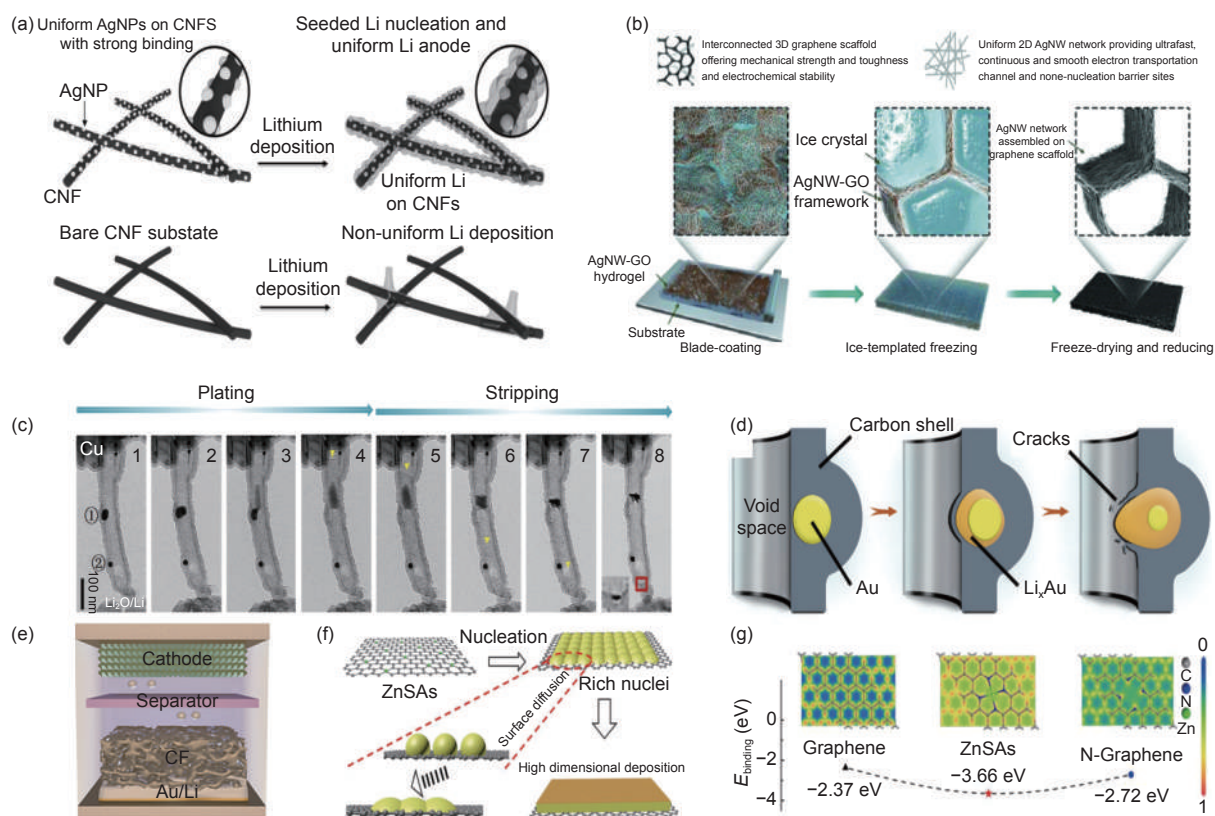 (a)
Uniform AgNPs on CNFS
with strong binding
Seeded Li nucleation and
uniform Li anode
AgNP
Lithium
deposition
CNF
Uniform Li
on CNFs
Bare CNF substate
Non-uniform Li deposition
Lithium
deposition
(b)
Interconnected 3D graphene scaffold
offering mechanical strength and toughness
and electrochemical stability
Uniform 2D AgNW network providing ultrafast,
continuous and smooth electron transportation
channel and none-nucleation barrier sites
Ice crystal
AgNW-GO
framework
AgNW network
assembled on
graphene scaffold
AgNW-GO
hydrogel
Substrate
Blade-coating
Ice-templated freezing
Freeze-drying and reducing
Plating
Stripping
(c)
Cu
1
2
3
4
5
6
7
8
①
②
100 nm
Li2O/Li
(d)
Carbon shell
Cracks
Void
space
Au
LixAu
(e)
Cathode
Separator
CF
Au/Li
(f)
Nucleation
ZnSAs
Rich nuclei
Surface diffusion
High dimensional deposition
(g)
0
C
N
Zn
1
Ebinding (eV)
0
−2
−4
Graphene
ZnSAs
N-Graphene
−2.37 eV
−3.66 eV
−2.72 eV